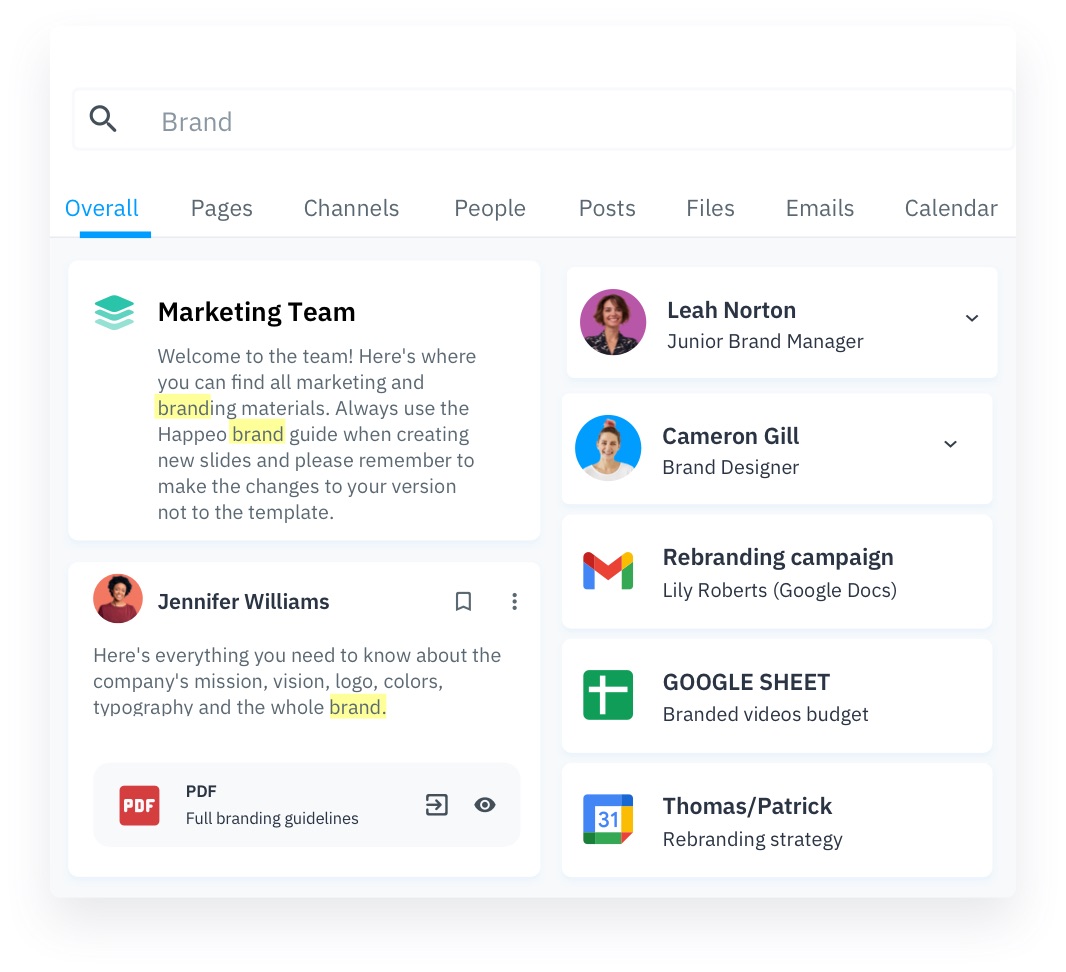 Brand
Overall
Pages
Channels
People
Posts
Files
Emails
Calendar
Marketing Team
Welcome to the team! Here's where
you can find all marketing and
branding materials. Always use the
Happeo brand guide when creating
new slides and please remember to
make the changes to your version
not to the template.
Jennifer Williams
Here's everything you need to know about the
company's mission, vision, logo, colors,
typography and the whole brand.
PDF
PDF
Full branding guidelines
Leah Norton
Junior Brand Manager
Cameron Gill
Brand Designer
Rebranding campaign
Lily Roberts (Google Docs)
GOOGLE SHEET
Branded videos budget
31
Thomas/Patrick
Rebranding strategy